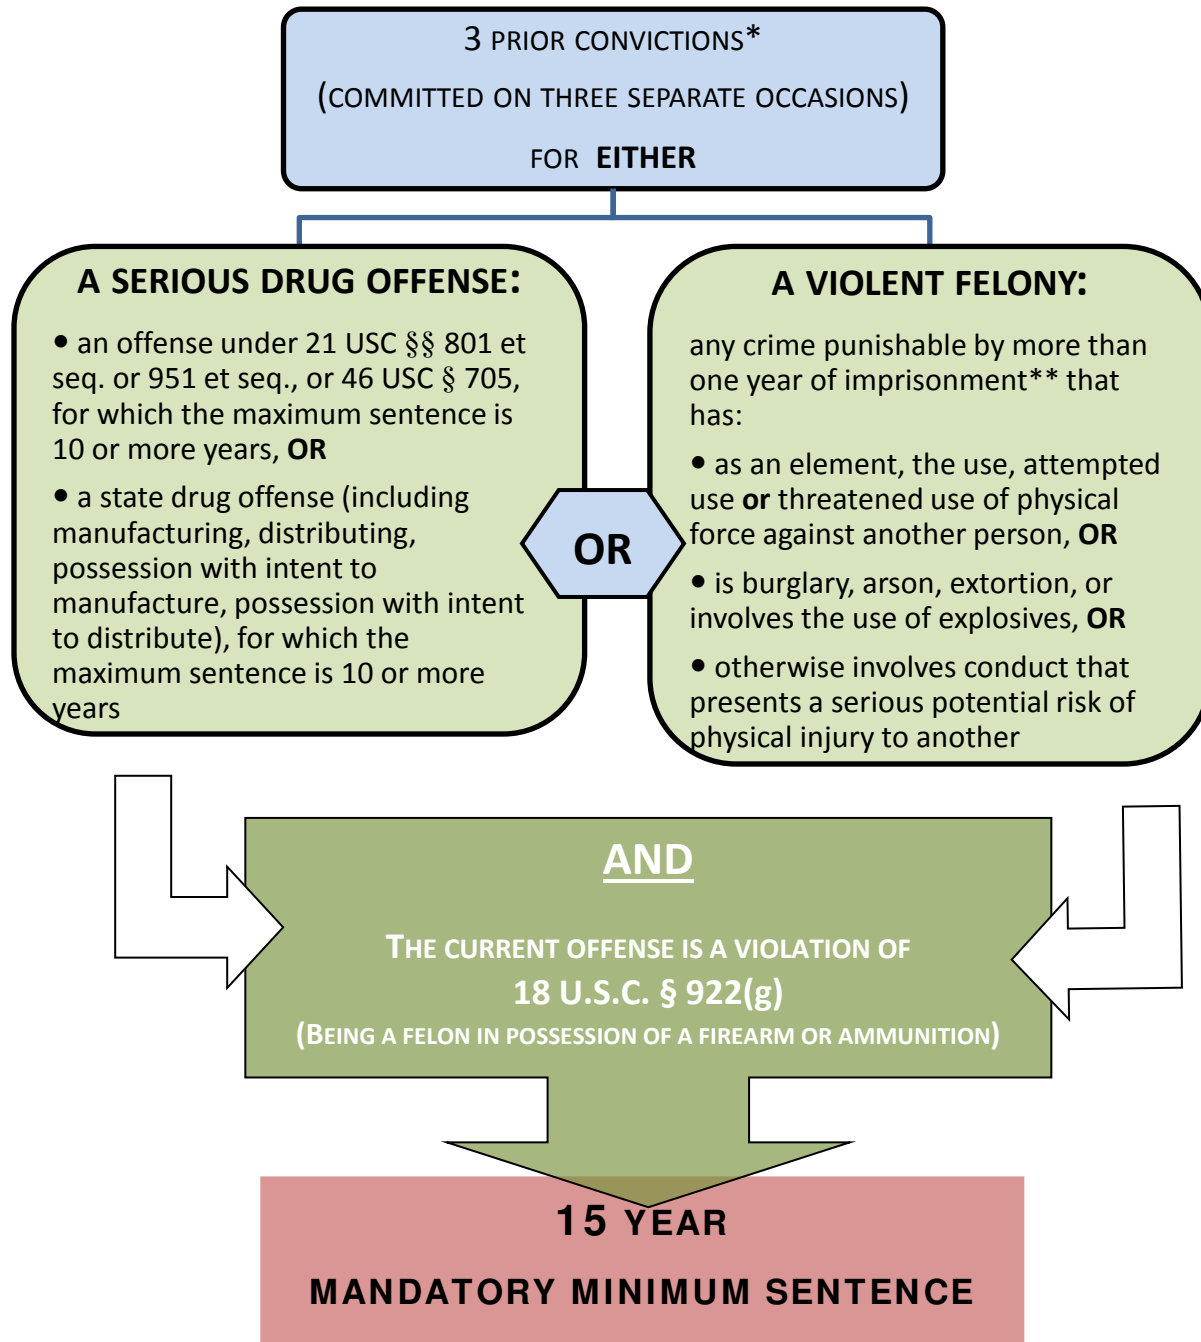 3 PRIOR CONVICTIONS*
(COMMITTED ON THREE SEPARATE OCCASIONS)
FOR EITHER
A SERIOUS DRUG OFFENSE:
• an offense under 21 USC §§ 801 et
seq. or 951 et seq., or 46 USC § 705,
for which the maximum sentence is
10 or more years, OR
• a state drug offense (including
manufacturing, distributing,
possession with intent to
manufacture, possession with intent
to distribute), for which the
maximum sentence is 10 or more
years
OR
A VIOLENT FELONY:
any crime punishable by more than
one year of imprisonment** that
has:
• as an element, the use, attempted
use or threatened use of physical
force against another person, OR
• is burglary, arson, extortion, or
involves the use of explosives, OR
• otherwise involves conduct that
presents a serious potential risk of
physical injury to another
AND
THE CURRENT OFFENSE IS A VIOLATION OF
18 U.S.C. § 922(g)
(BEING A FELON IN POSSESSION OF A FIREARM OR AMMUNITION)
15 YEAR
MANDATORY MINIMUM SENTENCE